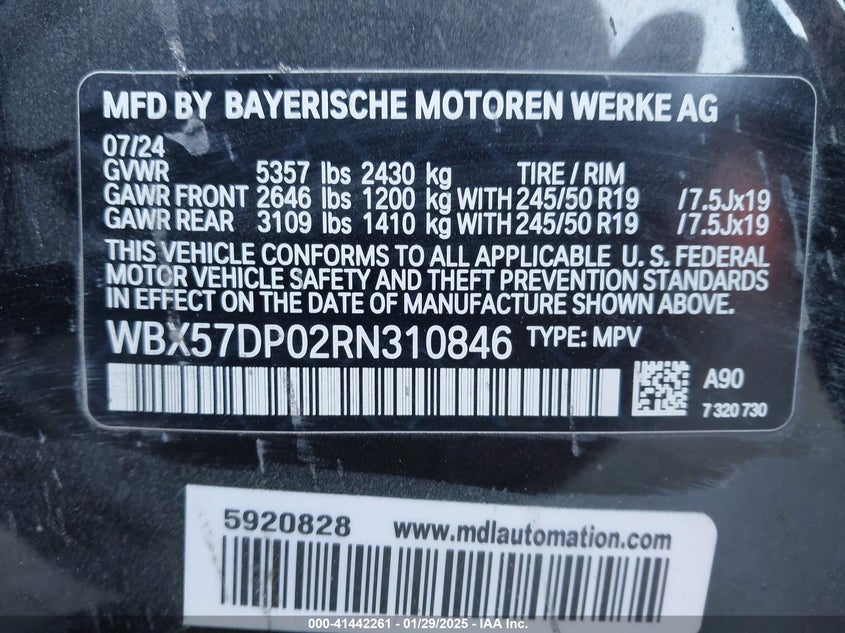 MFD BY BAYERISCHE MOTOREN WERKE AG
07/24
GVWR 5357 lbs 2430 kg TIRE / RIM
GAWR FRONT 2646 lbs 1200 kg WITH 245/50 R19 /7.5Jx19
GAWR REAR 3109 lbs 1410 kg WITH 245/50 R19 /7.5Jx19
THIS VEHICLE CONFORMS TO ALL APPLICABLE U. S. FEDERAL
MOTOR VEHICLE SAFETY AND THEFT PREVENTION STANDARDS
IN EFFECT ON THE DATE OF MANUFACTURE SHOWN ABOVE.
WBX57DP02RN310846 TYPE: MPV
A90
7 320 730
5920828 www.mdlautomation.com
000-41442261 - 01/29/2025 - IAA Inc.